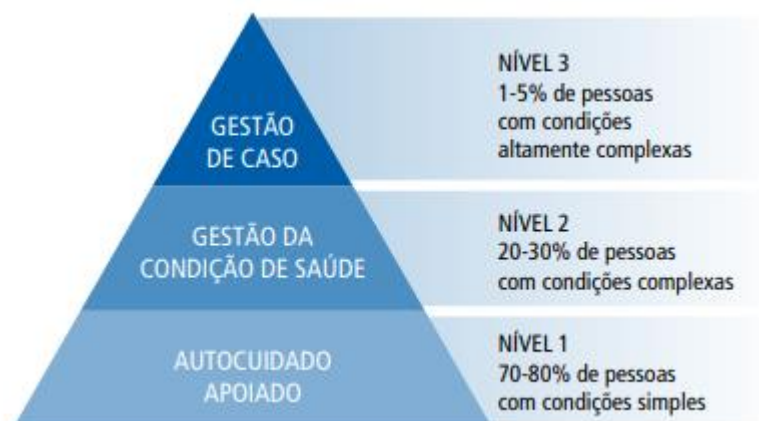 GESTÃO
DE CASO
NÍVEL 3
1-5% de pessoas
com condições
altamente complexas
GESTÃO DA
CONDIÇÃO DE SAÚDE
NÍVEL 2
20-30% de pessoas
com condições complexas
AUTOCUIDADO
APOIADO
NÍVEL 1
70-80% de pessoas
com condições simples